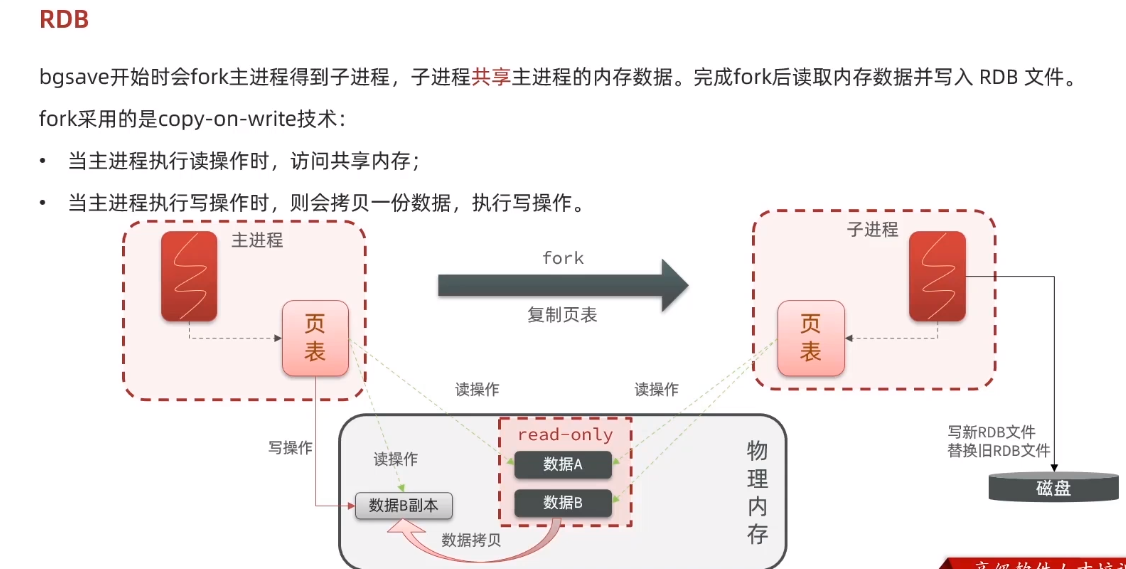 RDB
bgsave开始时会fork主进程得到子进程，子进程共享主进程的内存数据。完成fork后读取内存数据并写入 RDB 文件。
fork采用的是copy-on-write技术：
• 当主进程执行读操作时，访问共享内存；
• 当主进程执行写操作时，则会拷贝一份数据，执行写操作。
主进程
子进程
fork
复制页表
页
表
页
表
读操作
读操作
写操作
读操作
read-only
数据A
数据B
数据B副本
数据拷贝
物
理
内
存
写新RDB文件
替换旧RDB文件
磁盘